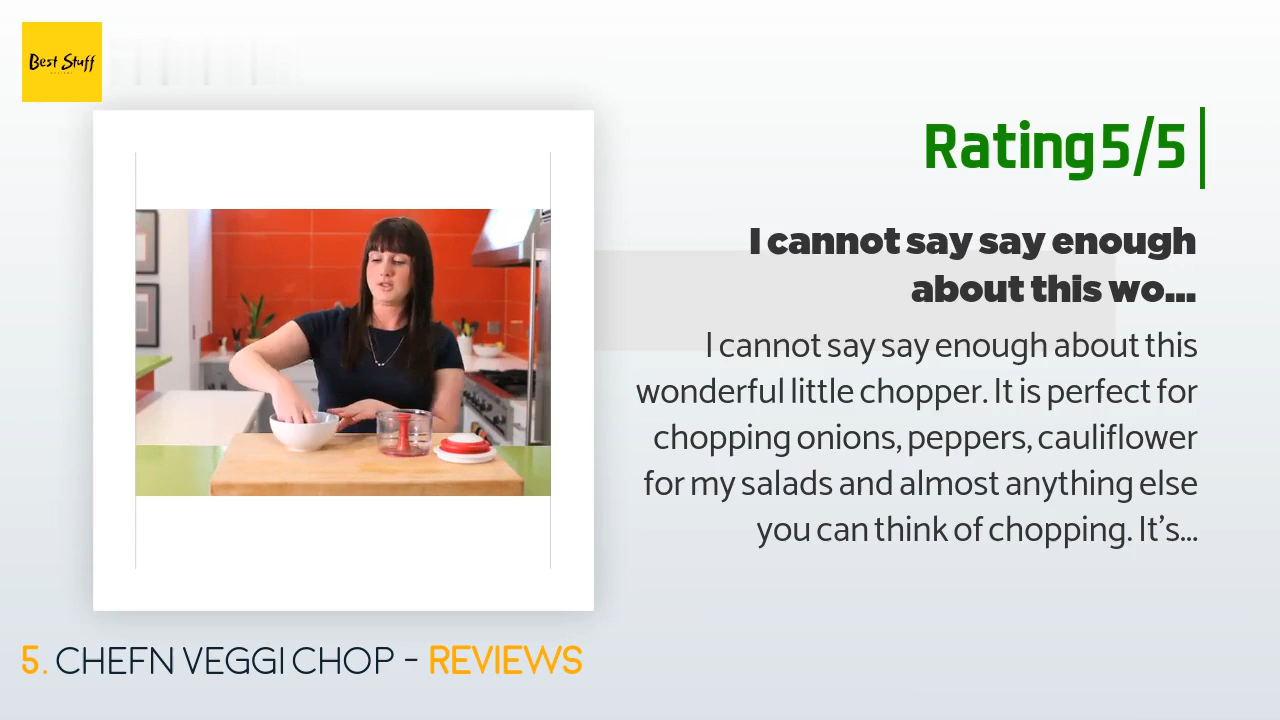 Best Stuff
Rating 5/5
I cannot say say enough
about this wo...
I cannot say say enough about this
wonderful little chopper. It is perfect for
chopping onions, peppers, cauliflower
for my salads and almost anything else
you can think of chopping. It's...
5. CHEFN VEGGI CHOP - REVIEWS